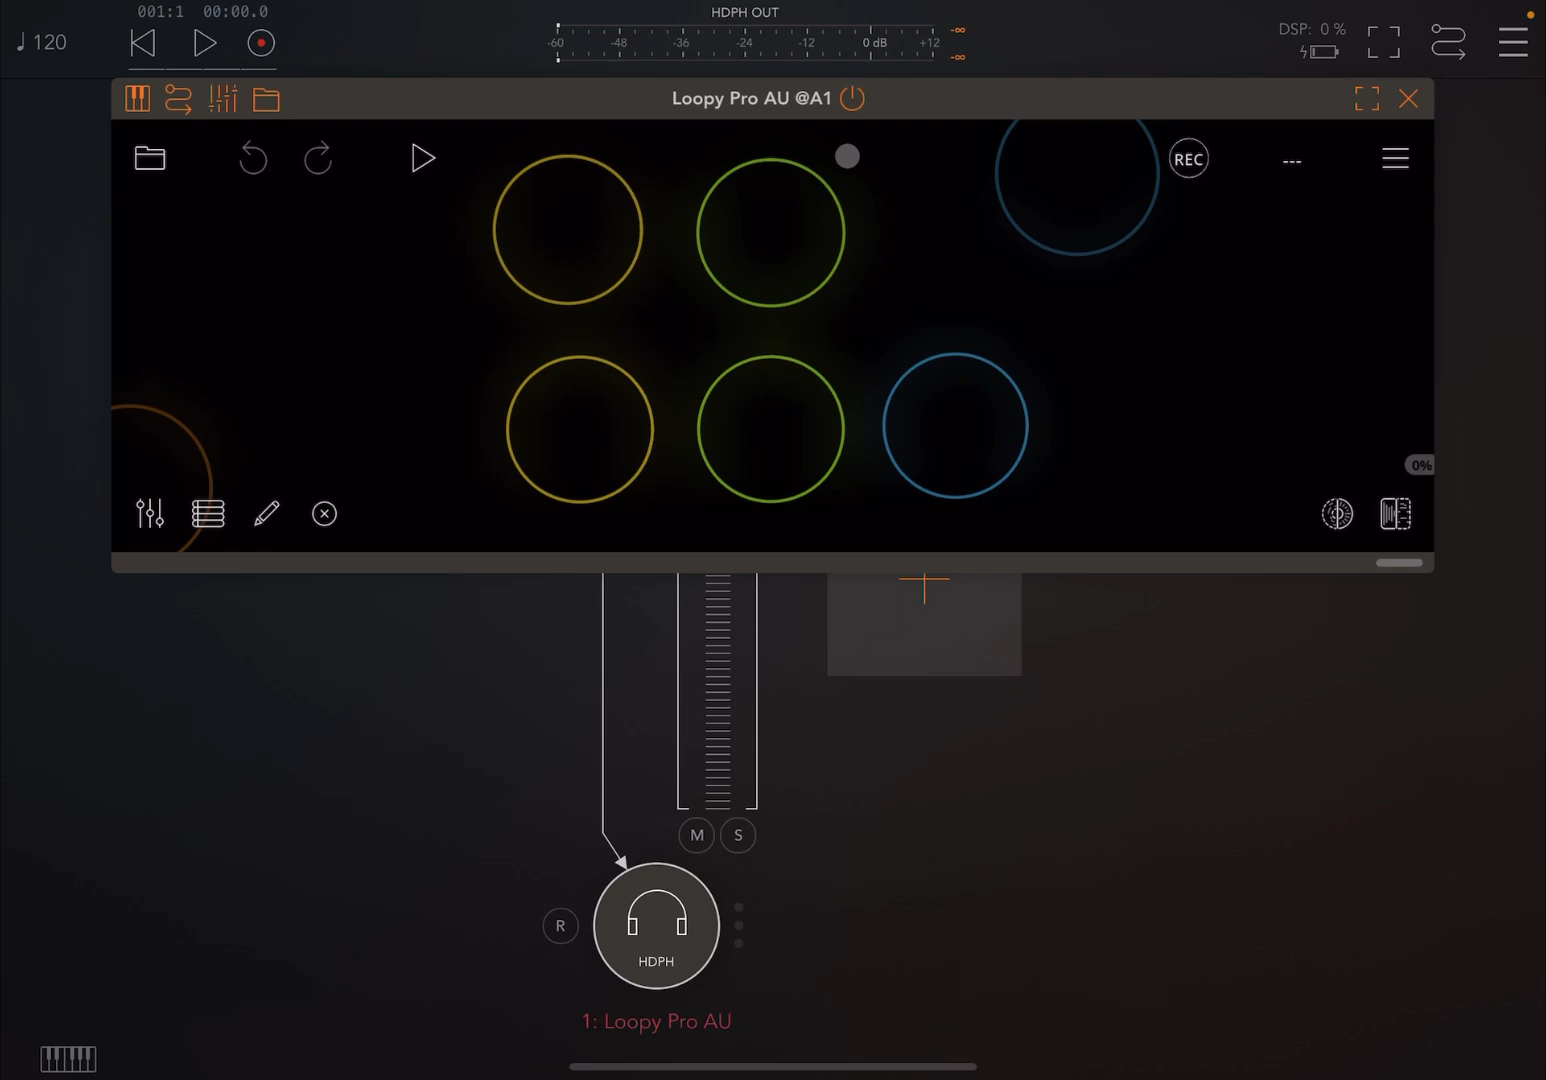 001:1 00:00.0
HDPH OUT
120
-60 -48 -36 -24 -12 0 dB +12
-∞
-∞
DSP: 0 %
Loopy Pro AU @A1
REC
---
0%
M S
R
HDPH
1: Loopy Pro AU